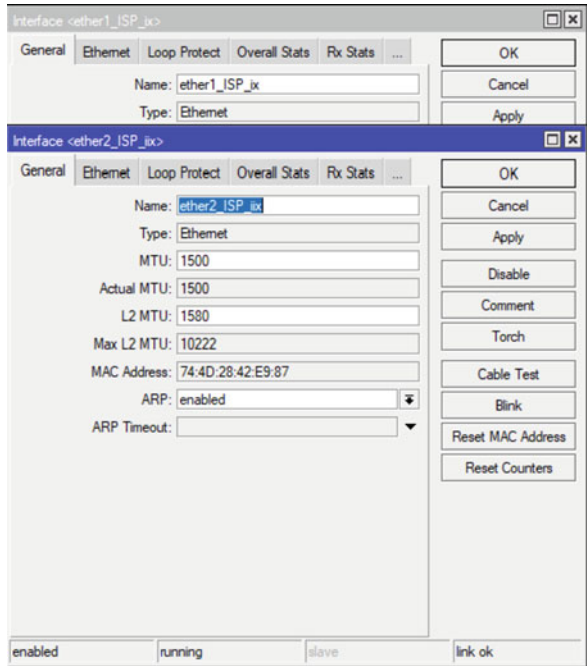 Interface <ether1_ISP_ix>
General Ethernet Loop Protect Overall Stats Rx Stats ... OK
Name: ether1_ISP_ix Cancel
Type: Ethernet Apply
Interface <ether2_ISP_iix>
General Ethernet Loop Protect Overall Stats Rx Stats ... OK
Name: ether2_ISP_iix Cancel
Type: Ethernet Apply
MTU: 1500
Disable
Actual MTU: 1500
Comment
L2 MTU: 1580
Torch
Max L2 MTU: 10222
MAC Address: 74:4D:28:42:E9:87 Cable Test
ARP: enabled Blink
ARP Timeout: Reset MAC Address
Reset Counters
enabled running slave link ok